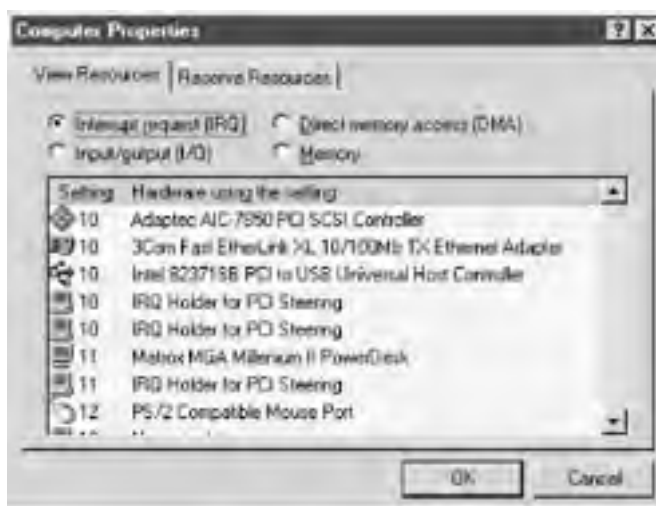 Computer Properties
View Resources Reserve Resources
Interrupt request (IRQ) Direct memory access (DMA)
Input/output (I/O) Memory
Setting Hardware using the setting
10 Adaptec AIC-7850 PCI SCSI Controller
10 3Com Fast EtherLink XL 10/100Mb TX Ethernet Adapter
10 Intel 82371SB PCI to USB Universal Host Controller
10 IRQ Holder for PCI Steering
10 IRQ Holder for PCI Steering
11 Matrox MGA Millenium II PowerDesk
11 IRQ Holder for PCI Steering
12 PS/2 Compatible Mouse Port
OK Cancel